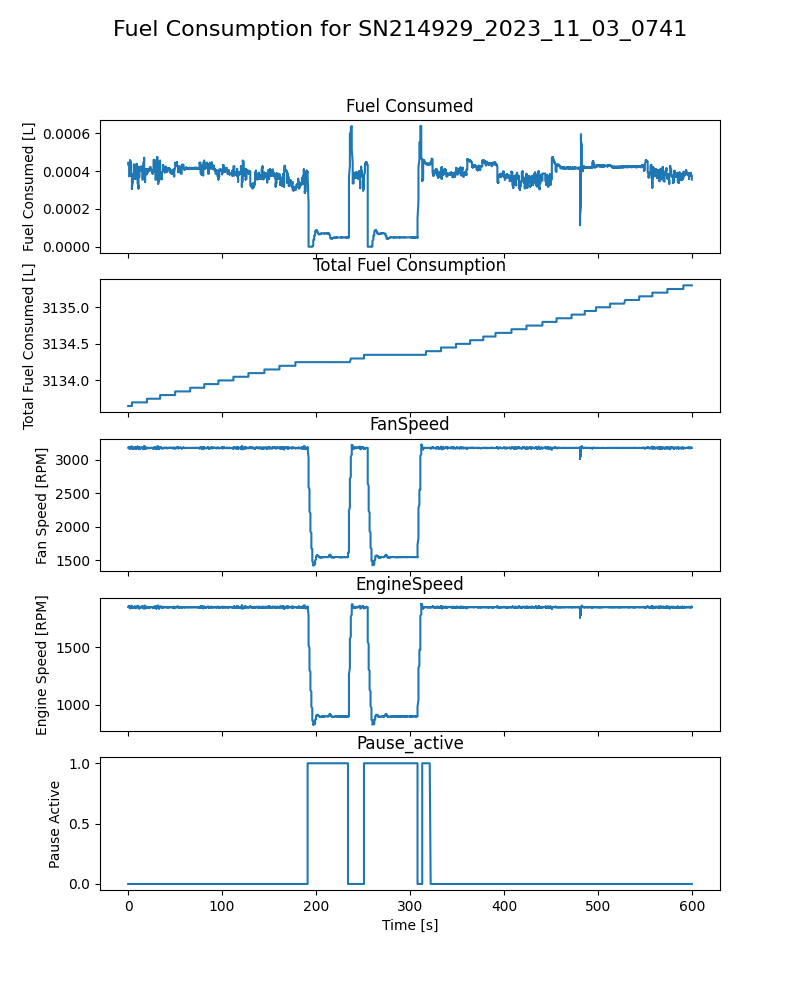 Fuel Consumption for SN214929_2023_11_03_0741
Fuel Consumed
Fuel Consumed [L]
0.0006
0.0004
0.0002
0.0000
Total Fuel Consumption
Total Fuel Consumed [L]
3135.0
3134.5
3134.0
FanSpeed
Fan Speed [RPM]
3000
2500
2000
1500
EngineSpeed
Engine Speed [RPM]
1500
1000
Pause_active
Pause Active
1.0
0.5
0.0
0 100 200 300 400 500 600
Time [s]